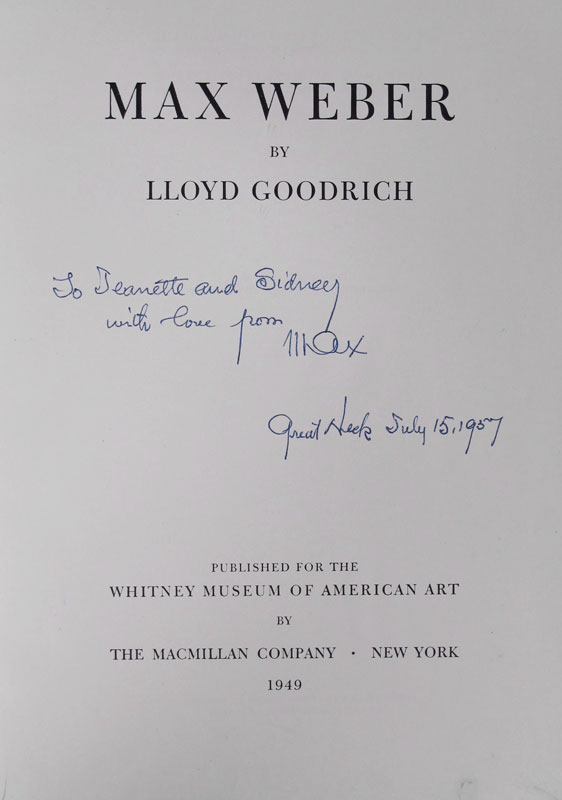 MAX WEBER
BY
LLOYD GOODRICH
To Jeanette and Sidney
with love from
Max
Great Neck July 15, 1957
PUBLISHED FOR THE
WHITNEY MUSEUM OF AMERICAN ART
BY
THE MACMILLAN COMPANY · NEW YORK
1949